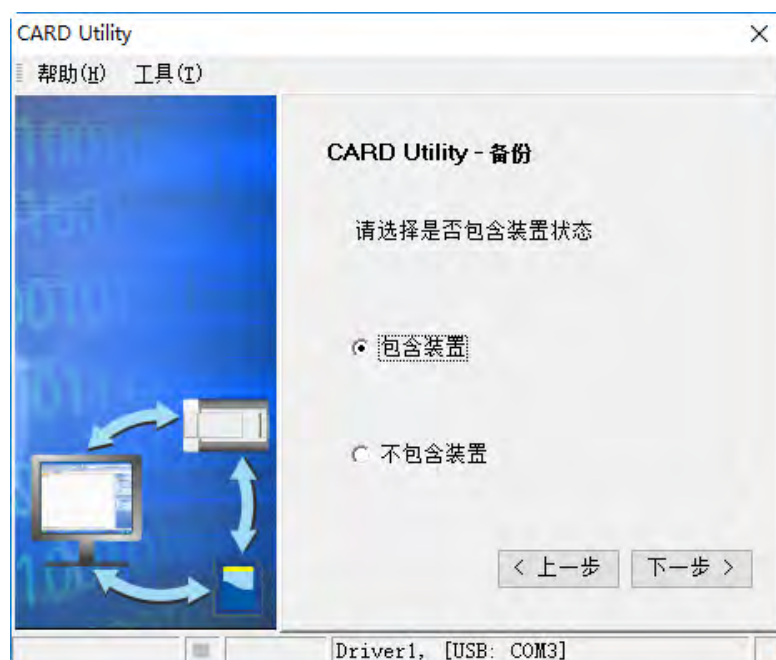 CARD Utility
帮助(H) 工具(T)
CARD Utility - 备份
请选择是否包含装置状态
包含装置
不包含装置
< 上一步 下一步 >
Driver1, [USB: COM3]